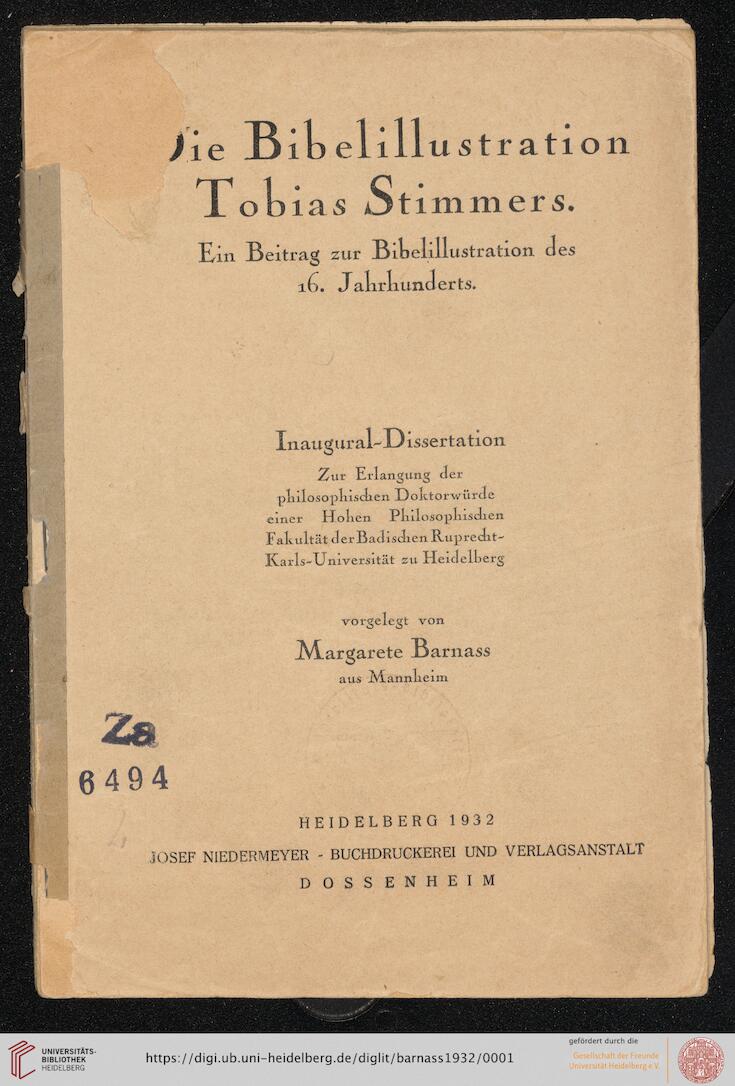 Die Bibelillustration
Tobias Stimmers.
Ein Beitrag zur Bibelillustration des
16. Jahrhunderts.
Inaugural-Dissertation
Zur Erlangung der
philosophischen Doktorwürde
einer Hohen Philosophischen
Fakultät der Badischen Ruprecht-
Karls-Universität zu Heidelberg
vorgelegt von
Margarete Barnass
aus Mannheim
Za
6494
HEIDELBERG 1932
JOSEF NIEDERMEYER - BUCHDRUCKEREI UND VERLAGSANSTALT
DOSSENHEIM
UNIVERSITÄTS-
BIBLIOTHEK
HEIDELBERG
https://digi.ub.uni-heidelberg.de/diglit/barnass1932/0001
gefördert durch die
Gesellschaft der Freunde
Universität Heidelberg e.V.